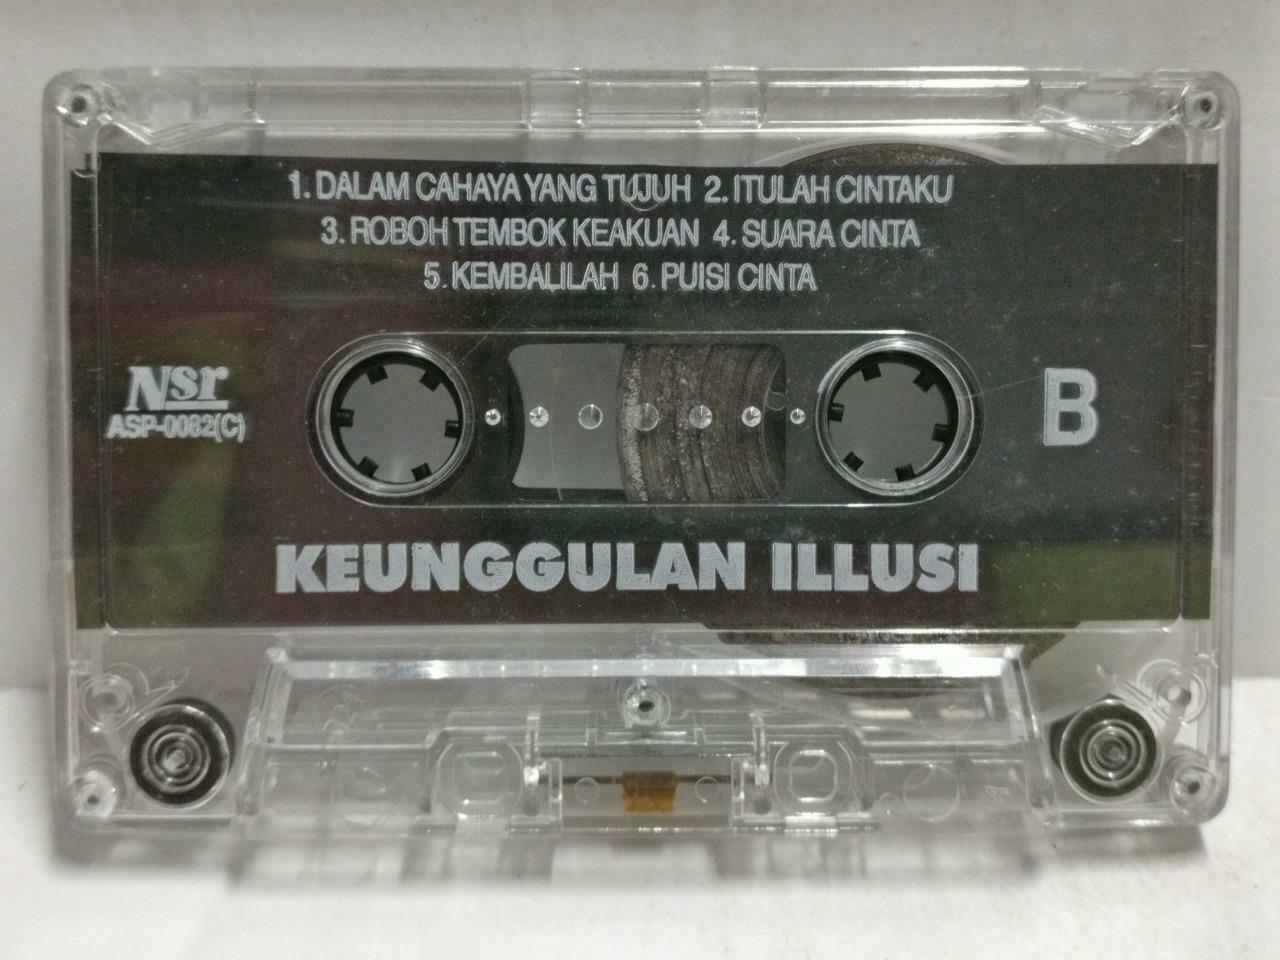 1. DALAM CAHAYA YANG TUJUH 2. ITULAH CINTAKU
3. ROBOH TEMBOK KEAKUAN 4. SUARA CINTA
5. KEMBALILAH 6. PUISI CINTA
Nsr
ASP-0082(C)
B
KEUNGGULAN ILLUSI